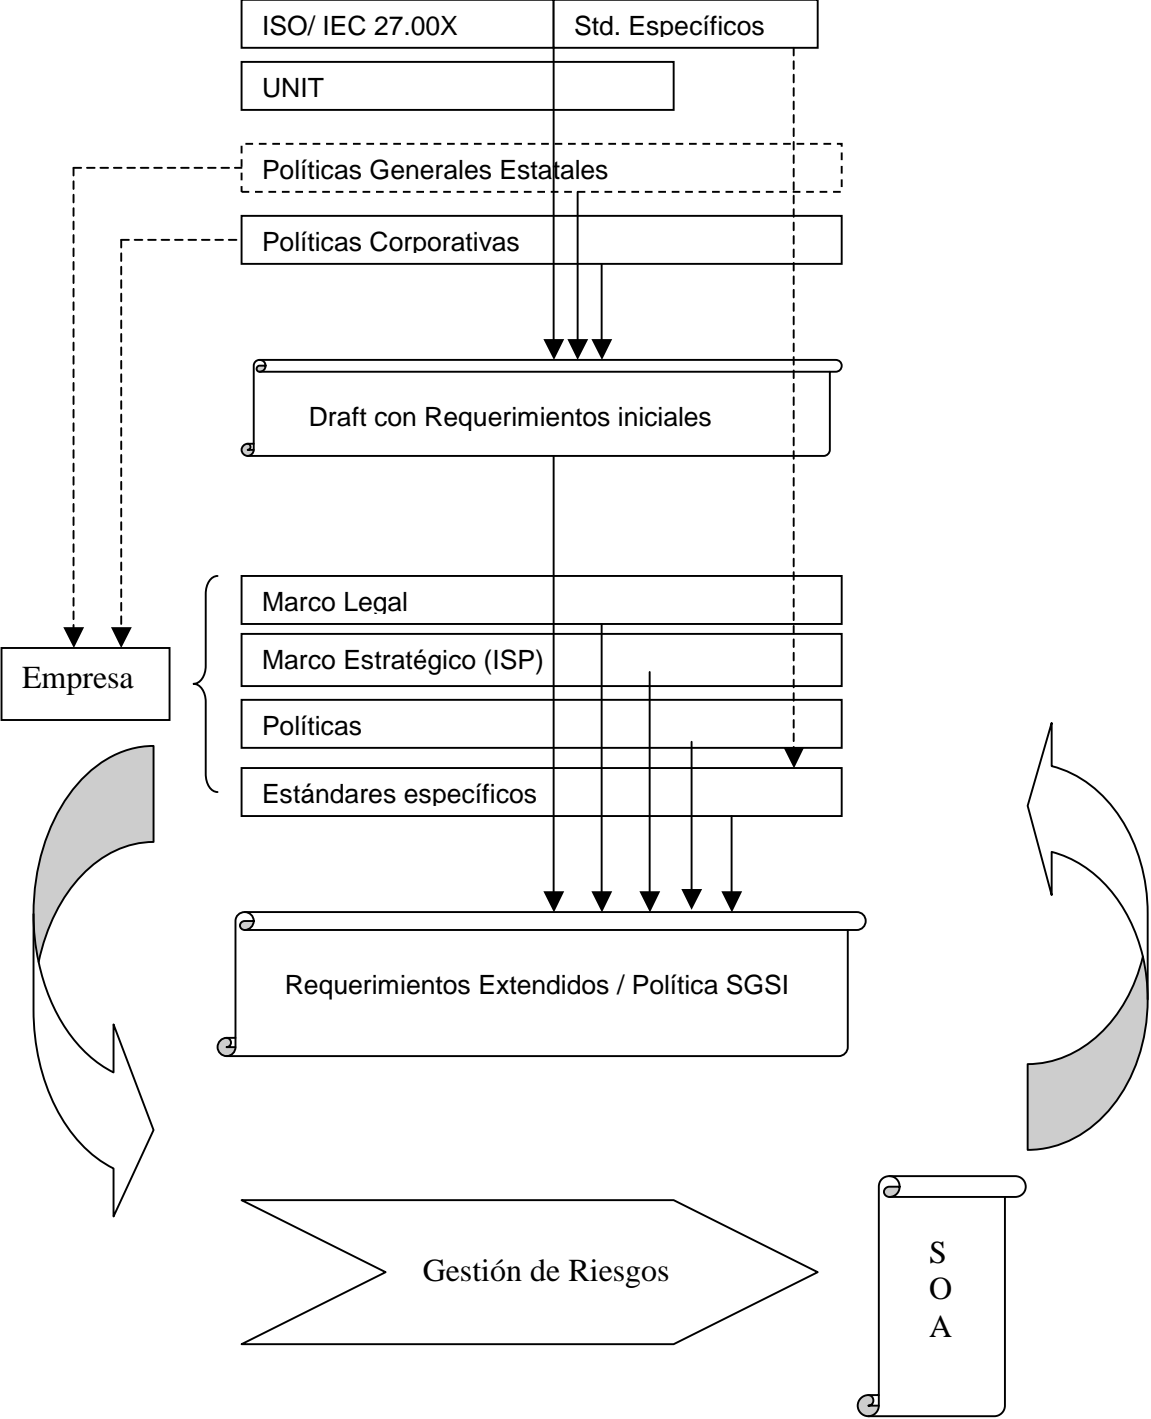 ISO/ IEC 27.00X
Std. Específicos
UNIT
Políticas Generales Estatales
Políticas Corporativas
Draft con Requerimientos iniciales
Marco Legal
Marco Estratégico (ISP)
Empresa
Políticas
Estándares específicos
Requerimientos Extendidos / Política SGSI
Gestión de Riesgos
S
O
A